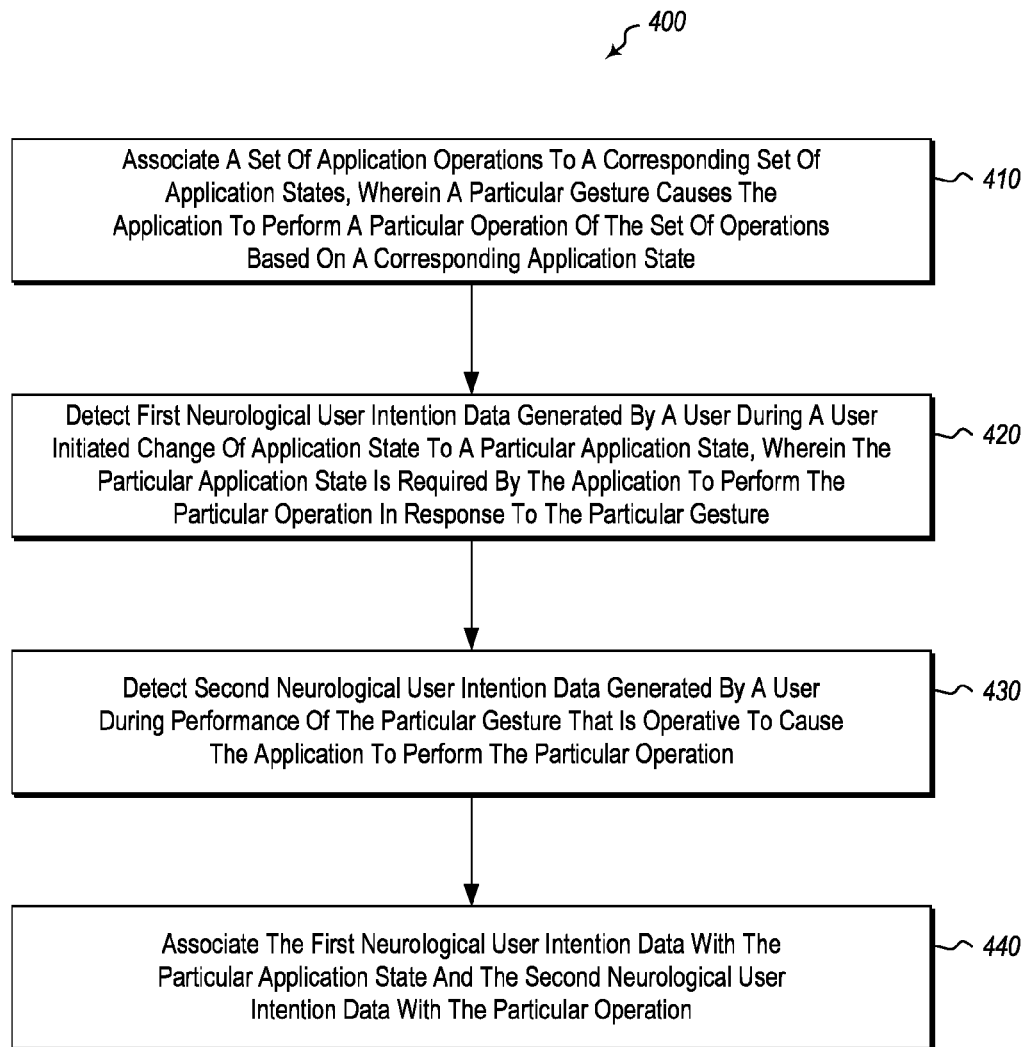 400
Associate A Set Of Application Operations To A Corresponding Set Of
Application States, Wherein A Particular Gesture Causes The
Application To Perform A Particular Operation Of The Set Of Operations
Based On A Corresponding Application State
410
Detect First Neurological User Intention Data Generated By A User During A User
Initiated Change Of Application State To A Particular Application State, Wherein The
Particular Application State Is Required By The Application To Perform The
Particular Operation In Response To The Particular Gesture
420
Detect Second Neurological User Intention Data Generated By A User
During Performance Of The Particular Gesture That Is Operative To Cause
The Application To Perform The Particular Operation
430
Associate The First Neurological User Intention Data With The
Particular Application State And The Second Neurological User
Intention Data With The Particular Operation
440